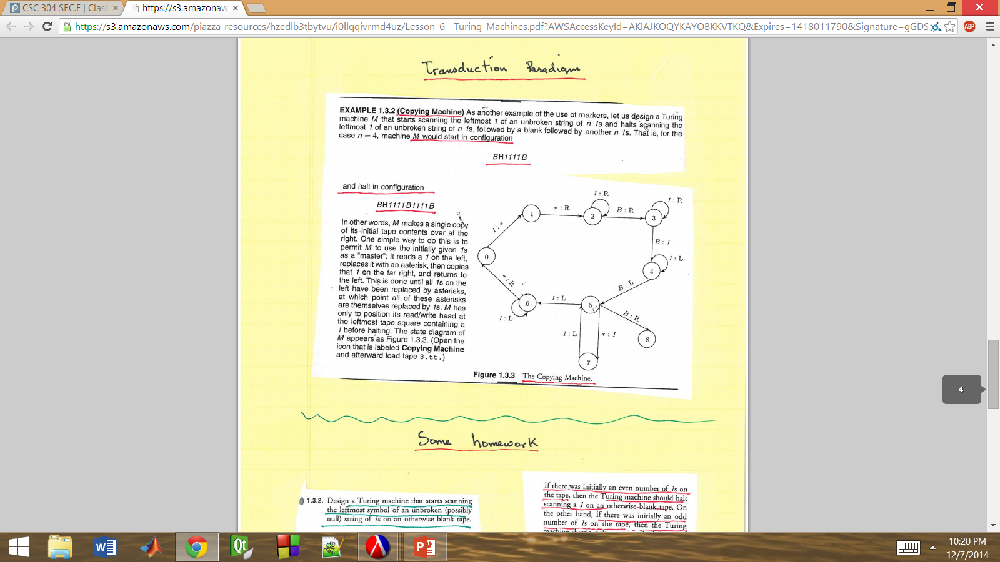 CSC 304 SEC.F | Class
https://s3.amazonaws
https://s3.amazonaws.com/piazza-resources/hzedlb3tbytvu/i0llqqivrmd4uz/Lesson_6__Turing_Machines.pdf?AWSAccessKeyId=AKIAJKOQYKAYOBKKVTKQ&Expires=1418011790&Signature=gGDS
ABP
Transduction Paradigm
EXAMPLE 1.3.2 (Copying Machine) As another example of the use of markers, let us design a Turing
machine M that starts scanning the leftmost 1 of an unbroken string of n 1s and halts scanning the
leftmost 1 of an unbroken string of n 1s, followed by a blank followed by another n 1s. That is, for the
case n = 4, machine M would start in configuration
BH1111B
and halt in configuration
BH1111B1111B
In other words, M makes a single copy
of its initial tape contents over at the
right. One simple way to do this is to
permit M to use the initially given 1s
as a “master”: It reads a 1 on the left,
replaces it with an asterisk, then copies
that 1 on the far right, and returns to
the left. This is done until all 1s on the
left have been replaced by asterisks,
at which point all of these asterisks
are themselves replaced by 1s. M has
only to position its read/write head at
the leftmost tape square containing a
1 before halting. The state diagram of
M appears as Figure 1.3.3. (Open the
icon that is labeled Copying Machine
and afterward load tape 8.tt.)
1 : R
1 : R
* : R
B : R
1
2
3
1 : *
B : 1
0
1 : L
4
* : R
B : L
1 : L
6
5
B : R
1 : L
1 : L
* : 1
8
7
Figure 1.3.3 The Copying Machine.
Some homework
1.3.2. Design a Turing machine that starts scanning
the leftmost symbol of an unbroken (possibly
null) string of 1s on an otherwise blank tape.
If there was initially an even number of 1s on
the tape, then the Turing machine should halt
scanning a 1 on an otherwise blank tape. On
the other hand, if there was initially an odd
number of 1s on the tape, then the Turing
machine should
4
W
Qt
P
10:20 PM
12/7/2014